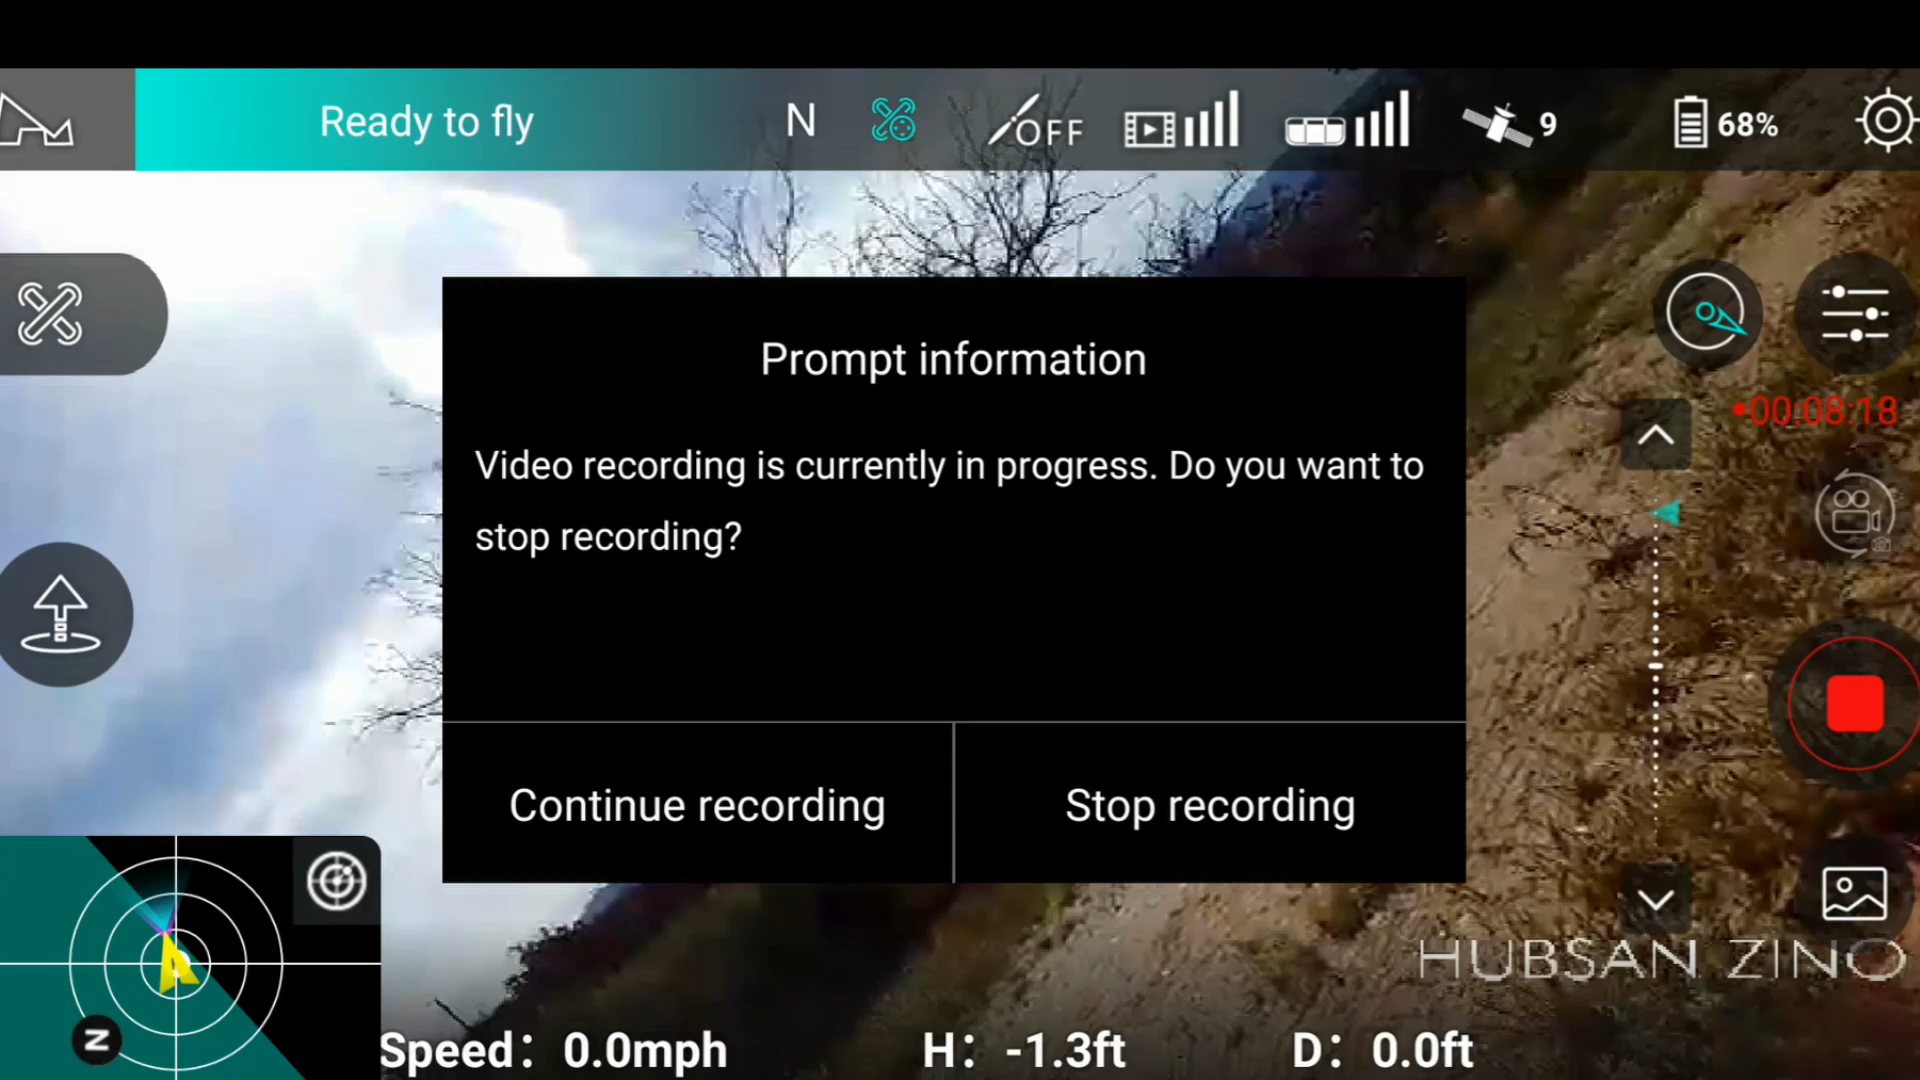 Ready to fly
N
OFF
9
68%
Prompt information
Video recording is currently in progress. Do you want to
stop recording?
00:08:18
Continue recording
Stop recording
HUBSAN ZINO
N
Speed: 0.0mph
H: -1.3ft
D: 0.0ft